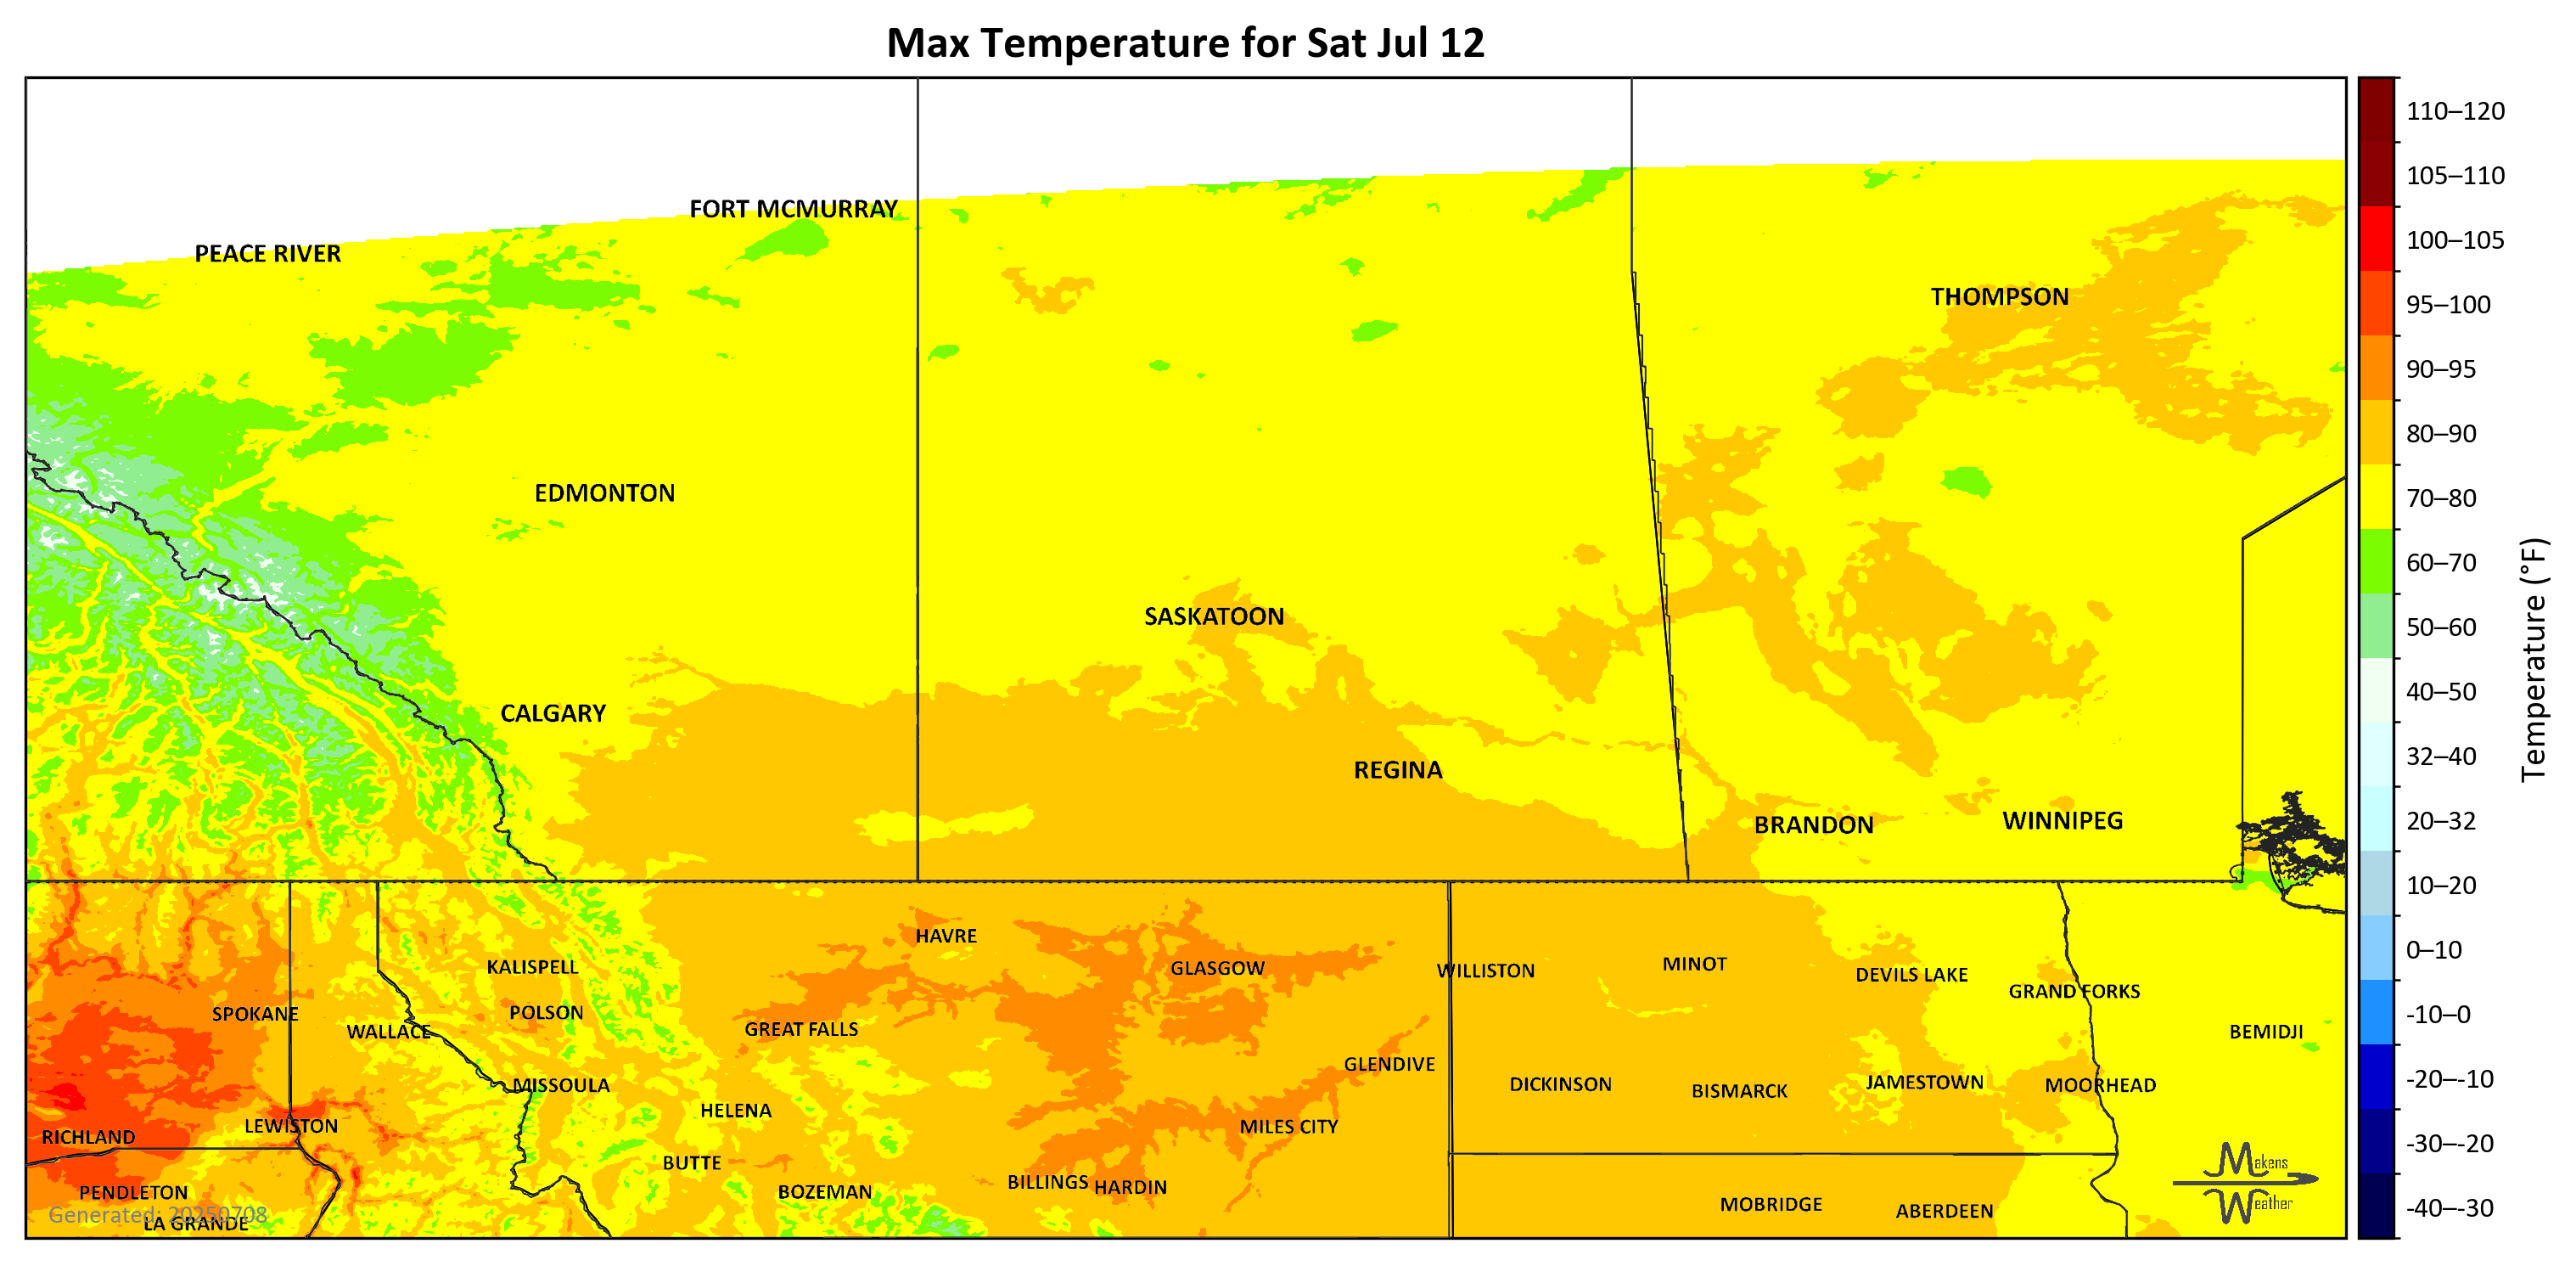 Max Temperature for Sat Jul 12
FORT MCMURRAY
PEACE RIVER
THOMPSON
EDMONTON
SASKATOON
CALGARY
REGINA
BRANDON
WINNIPEG
HAVRE
KALISPELL
GLASGOW
WILLISTON
MINOT
DEVILS LAKE
GRAND FORKS
SPOKANE
POLSON
WALLACE
GREAT FALLS
BEMIDJI
GLENDIVE
MISSOULA
DICKINSON
BISMARCK
JAMESTOWN
MOORHEAD
HELENA
LEWISTON
MILES CITY
RICHLAND
BUTTE
BILLINGS
HARDIN
PENDLETON
BOZEMAN
MOBRIDGE
ABERDEEN
Generated: 20250708
LA GRANDE
Makens
Weather
110–120
105–110
100–105
95–100
90–95
80–90
70–80
60–70
50–60
40–50
32–40
20–32
10–20
0–10
-10–0
-20–-10
-30–-20
-40–-30
Temperature (°F)